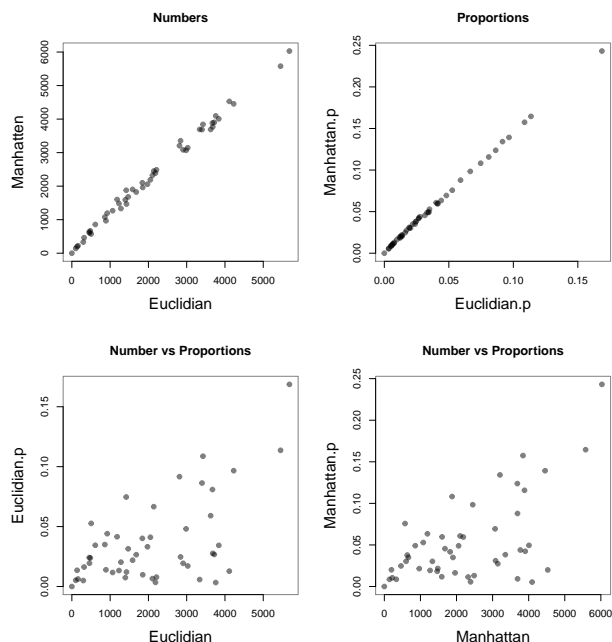 Numbers
Manhatten
0 1000 2000 3000 4000 5000 6000
0 1000 2000 3000 4000 5000
Euclidian
Proportions
Manhattan.p
0.00 0.05 0.10 0.15 0.20 0.25
0.00 0.05 0.10 0.15
Euclidian.p
Number vs Proportions
Euclidian.p
0.00 0.05 0.10 0.15
0 1000 2000 3000 4000 5000
Euclidian
Number vs Proportions
Manhattan.p
0.00 0.05 0.10 0.15 0.20 0.25
0 1000 2000 3000 4000 5000 6000
Manhattan